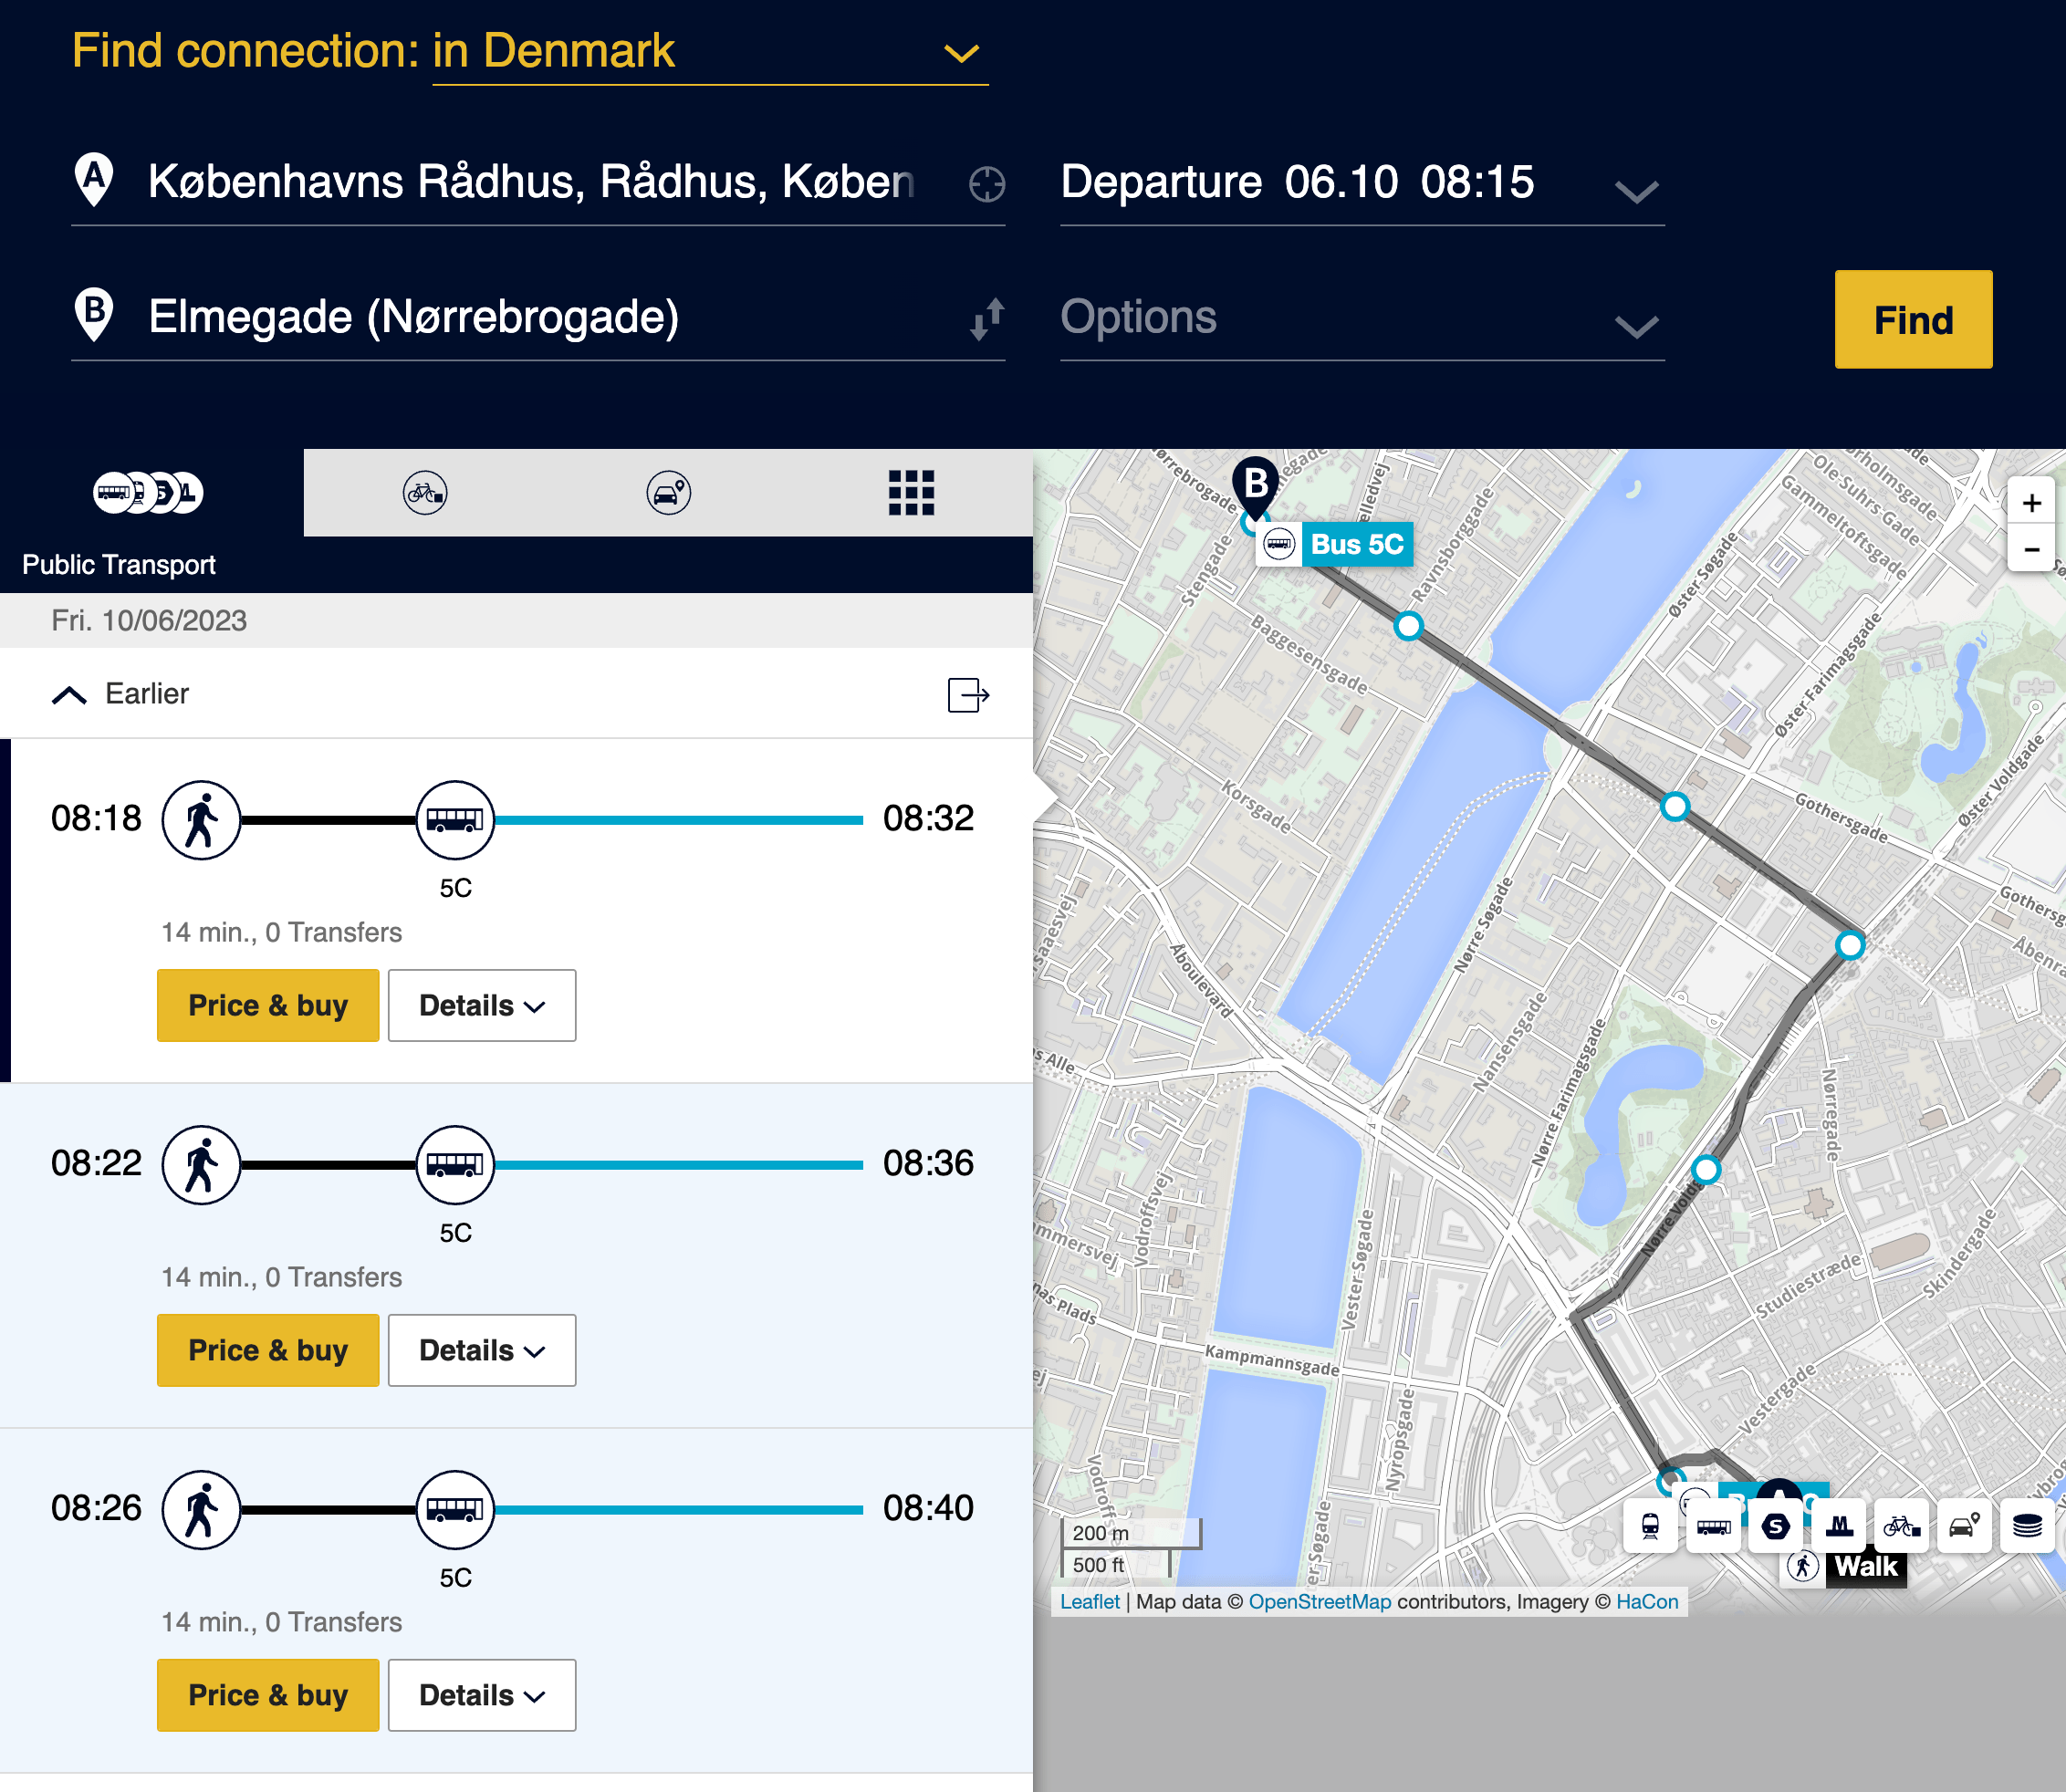 Find connection: in Denmark
A
Københavns Rådhus, Rådhus, Køben
Departure 06.10 08:15
B
Elmegade (Nørrebrogade)
Options
Find
Public Transport
Fri. 10/06/2023
Earlier
08:18
08:32
5C
14 min., 0 Transfers
Price & buy
Details
08:22
08:36
5C
14 min., 0 Transfers
Price & buy
Details
08:26
08:40
5C
14 min., 0 Transfers
Price & buy
Details
B
Bus 5C
+
−
Ravnsborggade
Stengade
Baggesensgade
Korsgade
Øster Søgade
Ole Suhrs Gade
Gammeltoftsgade
Øster Farimagsgade
Øster Voldgade
Gothersgade
Nørre Søgade
Åboulevard
Nansensgade
Nørre Farimagsgade
Nørregade
Vodroffsvej
Vester Søgade
Studiestræde
Skindergade
Kampmannsgade
Nyropsgade
Vestergade
S
M
Walk
200 m
500 ft
Leaflet | Map data © OpenStreetMap contributors, Imagery © HaCon